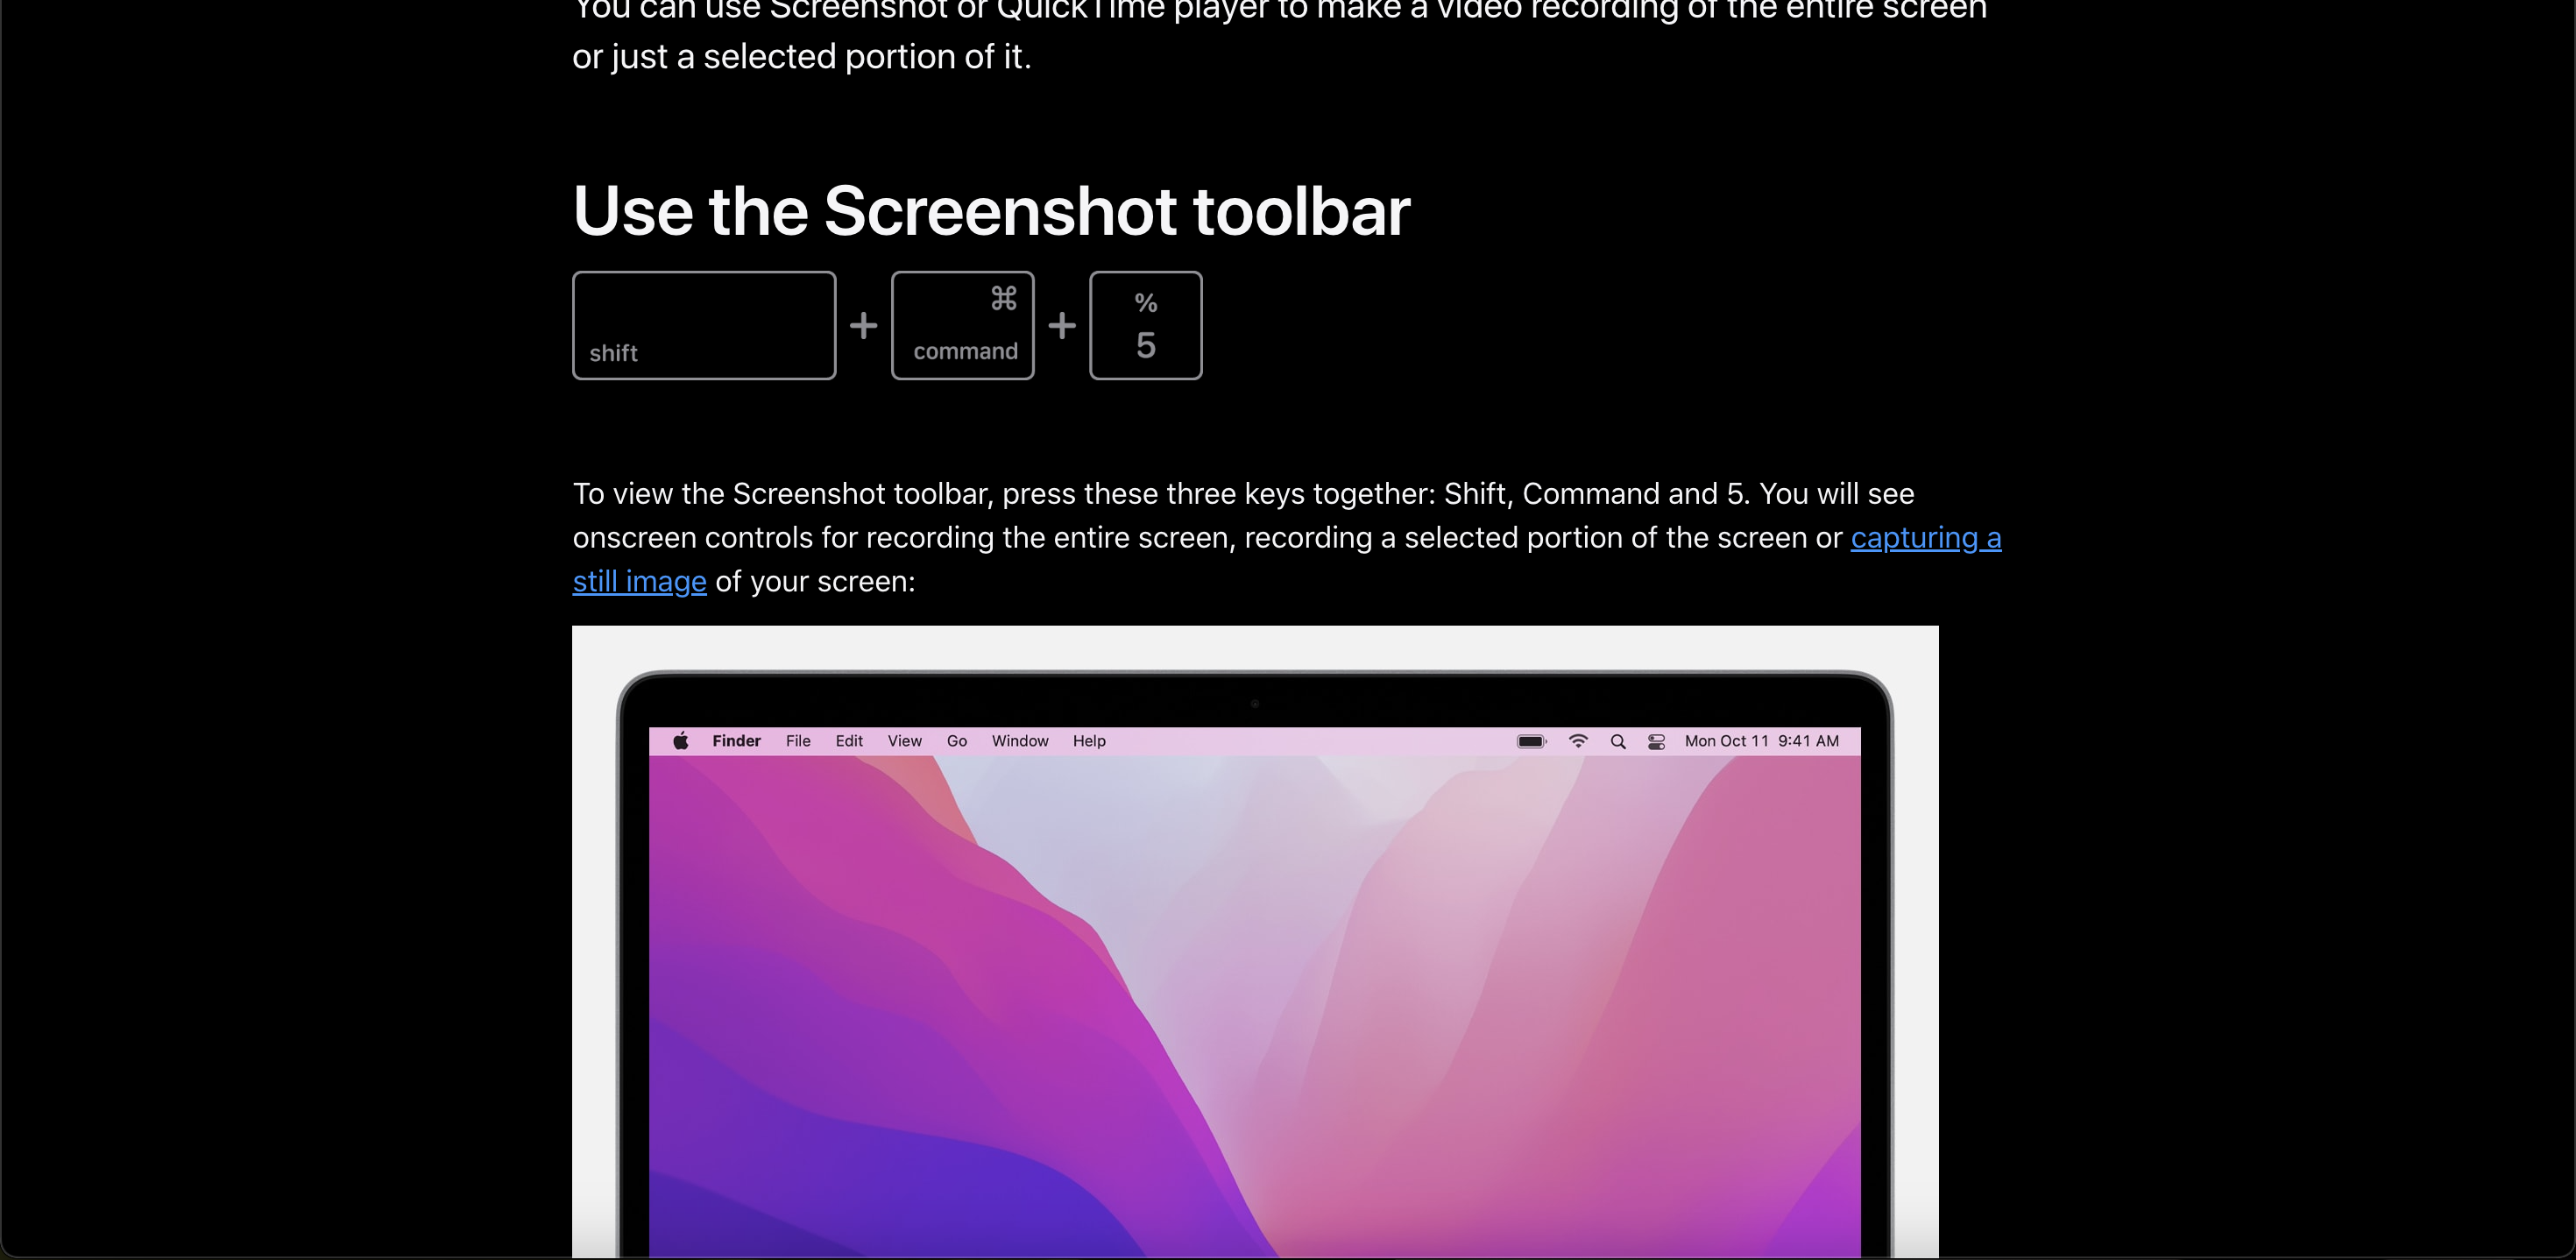 You can use Screenshot or QuickTime player to make a video recording of the entire screen
or just a selected portion of it.
Use the Screenshot toolbar
shift + ⌘ command + % 5
To view the Screenshot toolbar, press these three keys together: Shift, Command and 5. You will see
onscreen controls for recording the entire screen, recording a selected portion of the screen or capturing a
still image of your screen:
Finder File Edit View Go Window Help Mon Oct 11 9:41 AM